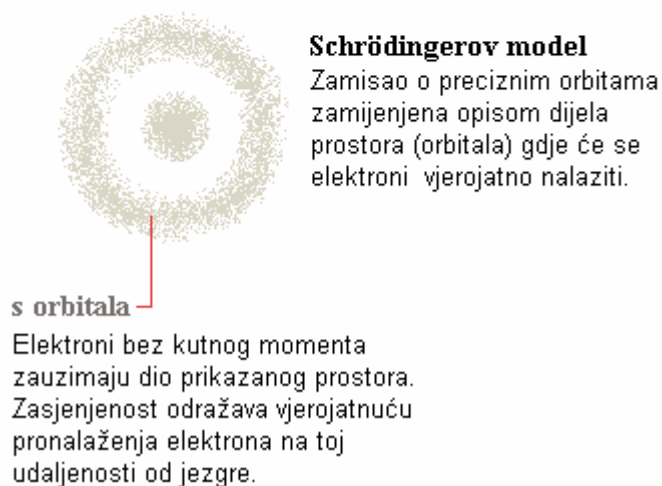 Schrödingerov model
Zamisao o preciznim orbitama
zamijenjena opisom dijela
prostora (orbitala) gdje će se
elektroni vjerojatno nalaziti.
s orbitala
Elektroni bez kutnog momenta
zauzimaju dio prikazanog prostora.
Zasjenjenost odražava vjerojatnuću
pronalaženja elektrona na toj
udaljenosti od jezgre.